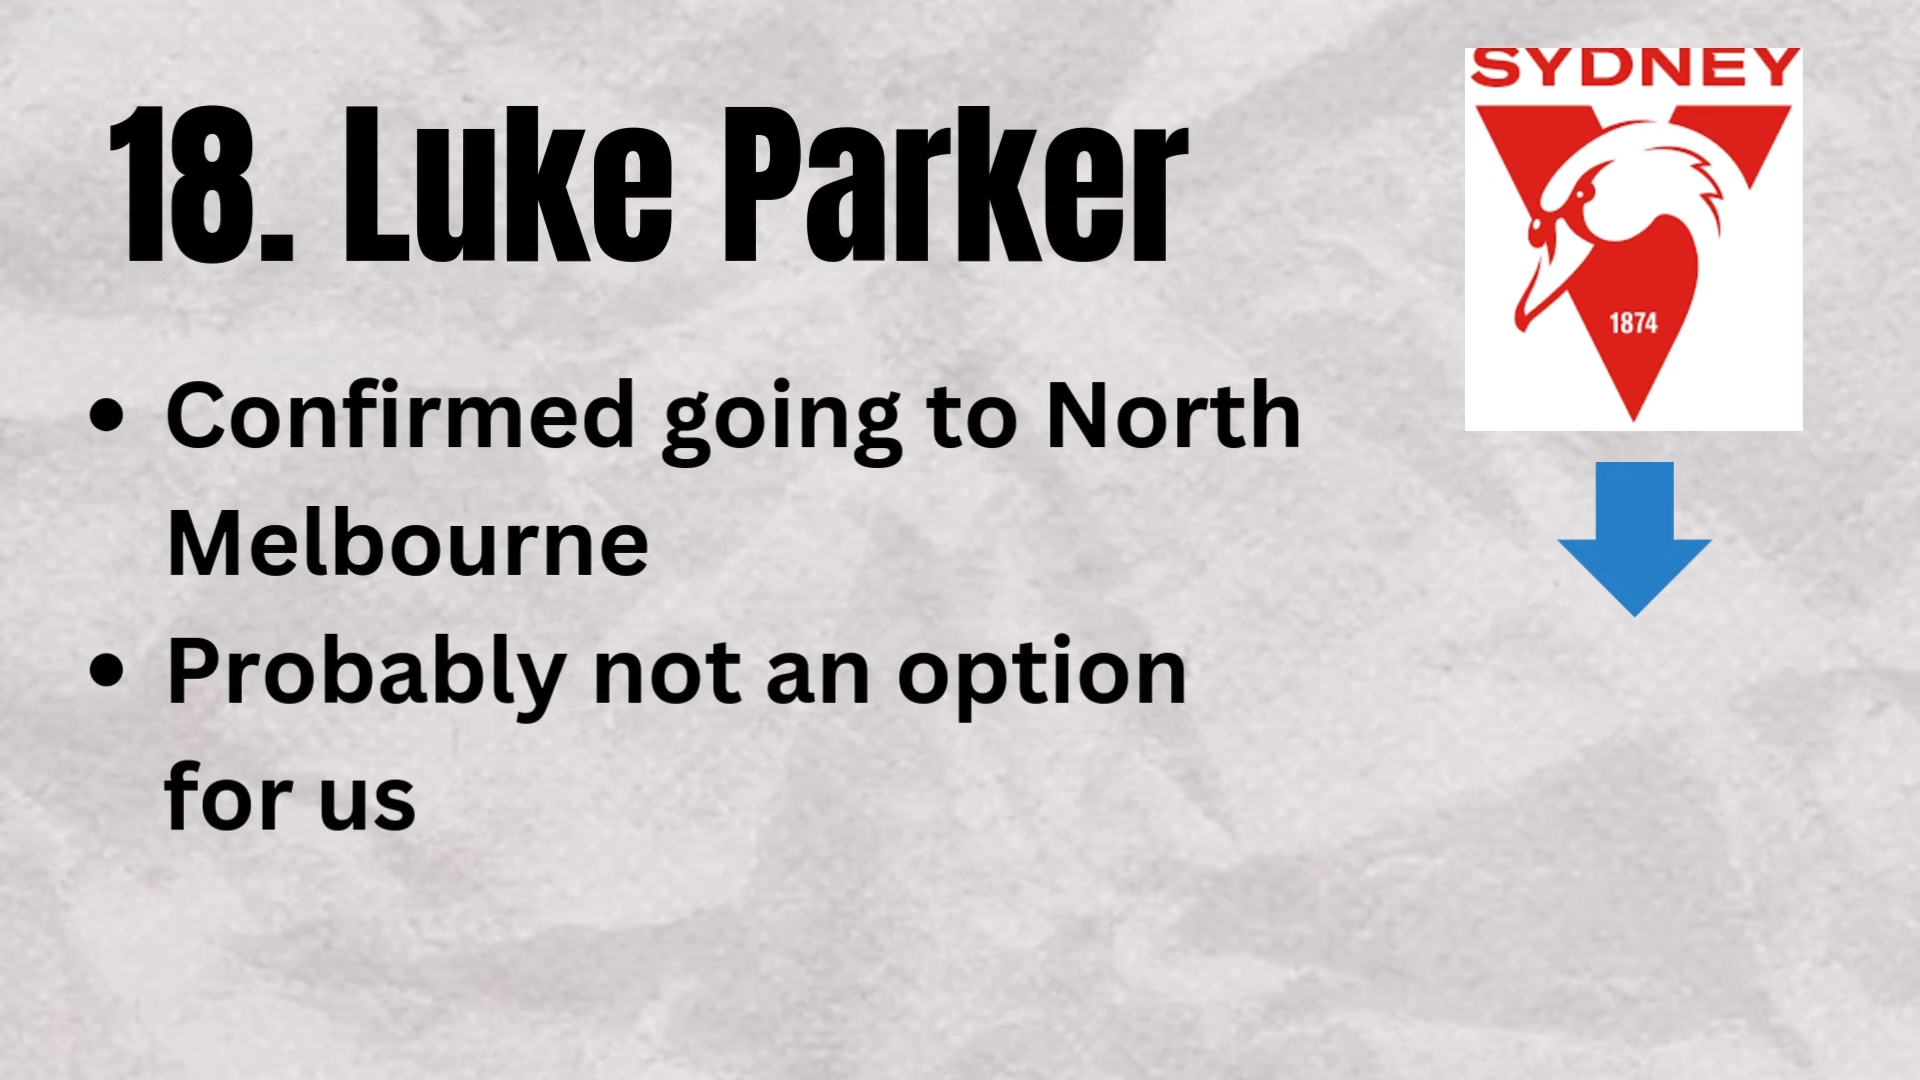 SYDNEY
18. Luke Parker
1874
• Confirmed going to North
Melbourne
• Probably not an option
for us